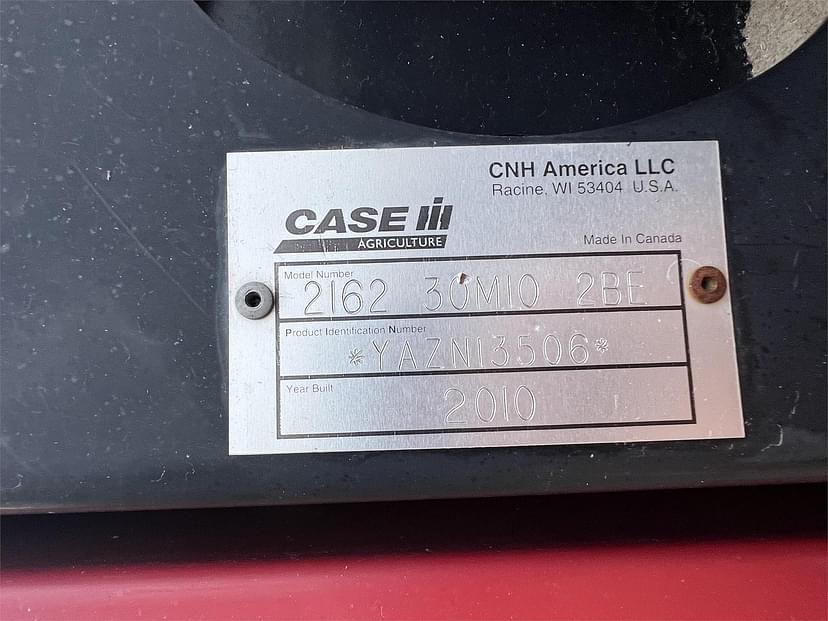 CNH America LLC
Racine, WI 53404 U.S.A.
CASE IH
AGRICULTURE
Made In Canada
Model Number
2162 30M10 2BE
Product Identification Number
*YAZN13506*
Year Built
2010